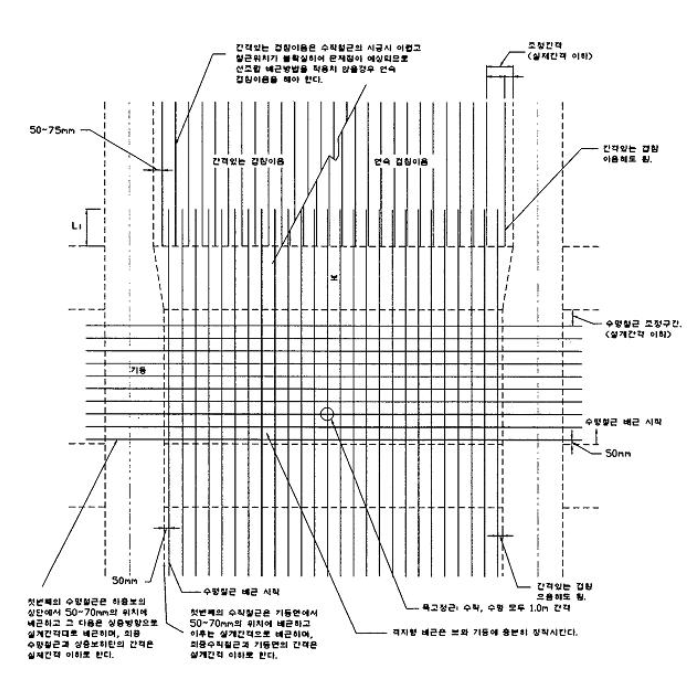 간격있는 겹침이음은 수직철근의 시공시 어렵고
철근위치가 불확실하여 문제점이 예상되므로
선조립 배근방법을 적용치 않을경우 연속
겹침이음을 해야 한다.
조정간격
(실제간격 이하)
50~75mm
간격있는 겹침이음
연속 겹침이음
간격있는 겹침
이음해도 됨.
L1
보
수평철근 조정구간.
(설계간격 이하)
기둥
수평철근 배근 시작
50mm
50mm
수평철근 배근 시작
간격있는 겹침
으음해도 됨.
폭고정근: 수직, 수평 모두 1.0m 간격
격자형 배근은 보와 기둥에 충분히 정착시킨다.
첫번째의 수평철근은 하층보의
상단에서 50~70mm의 위치에
배근하고 그 다음은 상층방향으로
설계간격대로 배근하며, 최종
수평철근과 상층보하단의 간격은
실제간격 이하로 한다.
첫번째의 수직철근은 기둥면에서
50~70mm의 위치에 배근하고
이후는 설계간격으로 배근하며,
최종수직철근과 기둥면의 간격은
설계간격 이하로 한다.